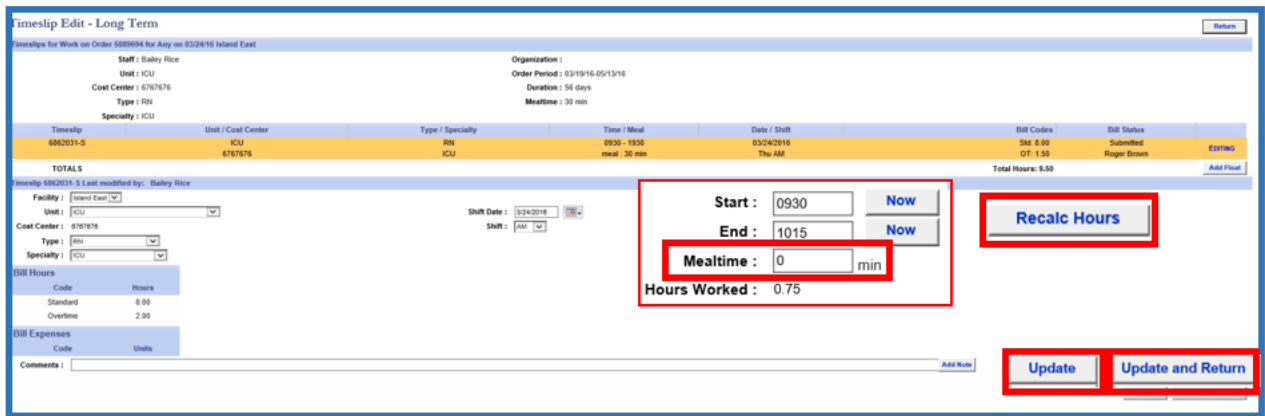 Timeslip Edit - Long Term
Return
Timeslips for Work on Order 5889694 for Any on 03/24/16 Island East
Staff : Bailey Rice Organization :
Unit : ICU Order Period : 03/19/16-05/13/16
Cost Center : 6767676 Duration : 56 days
Type : RN Mealtime : 30 min
Specialty : ICU
Timeslip Unit / Cost Center Type / Specialty Time / Meal Date / Shift Bill Codes Bill Status
6862031-S ICU RN 0930 - 1930 03/24/2016 Std: 8.00 Submitted EDITING
6767676 ICU meal : 30 min Thu AM OT: 1.50 Roger Brown
TOTALS Total Hours: 9.50 Add Float
Timeslip 6862031-S Last modified by: Bailey Rice
Facility : Island East
Unit : ICU Shift Date : 3/24/2016
Cost Center : 6767676 Shift : AM
Type : RN
Specialty : ICU
Start : 0930 Now
End : 1015 Now
Mealtime : 0 min
Hours Worked : 0.75
Recalc Hours
Bill Hours
Code Hours
Standard 8.00
Overtime 2.00
Bill Expenses
Code Units
Comments : Add Note
Update Update and Return